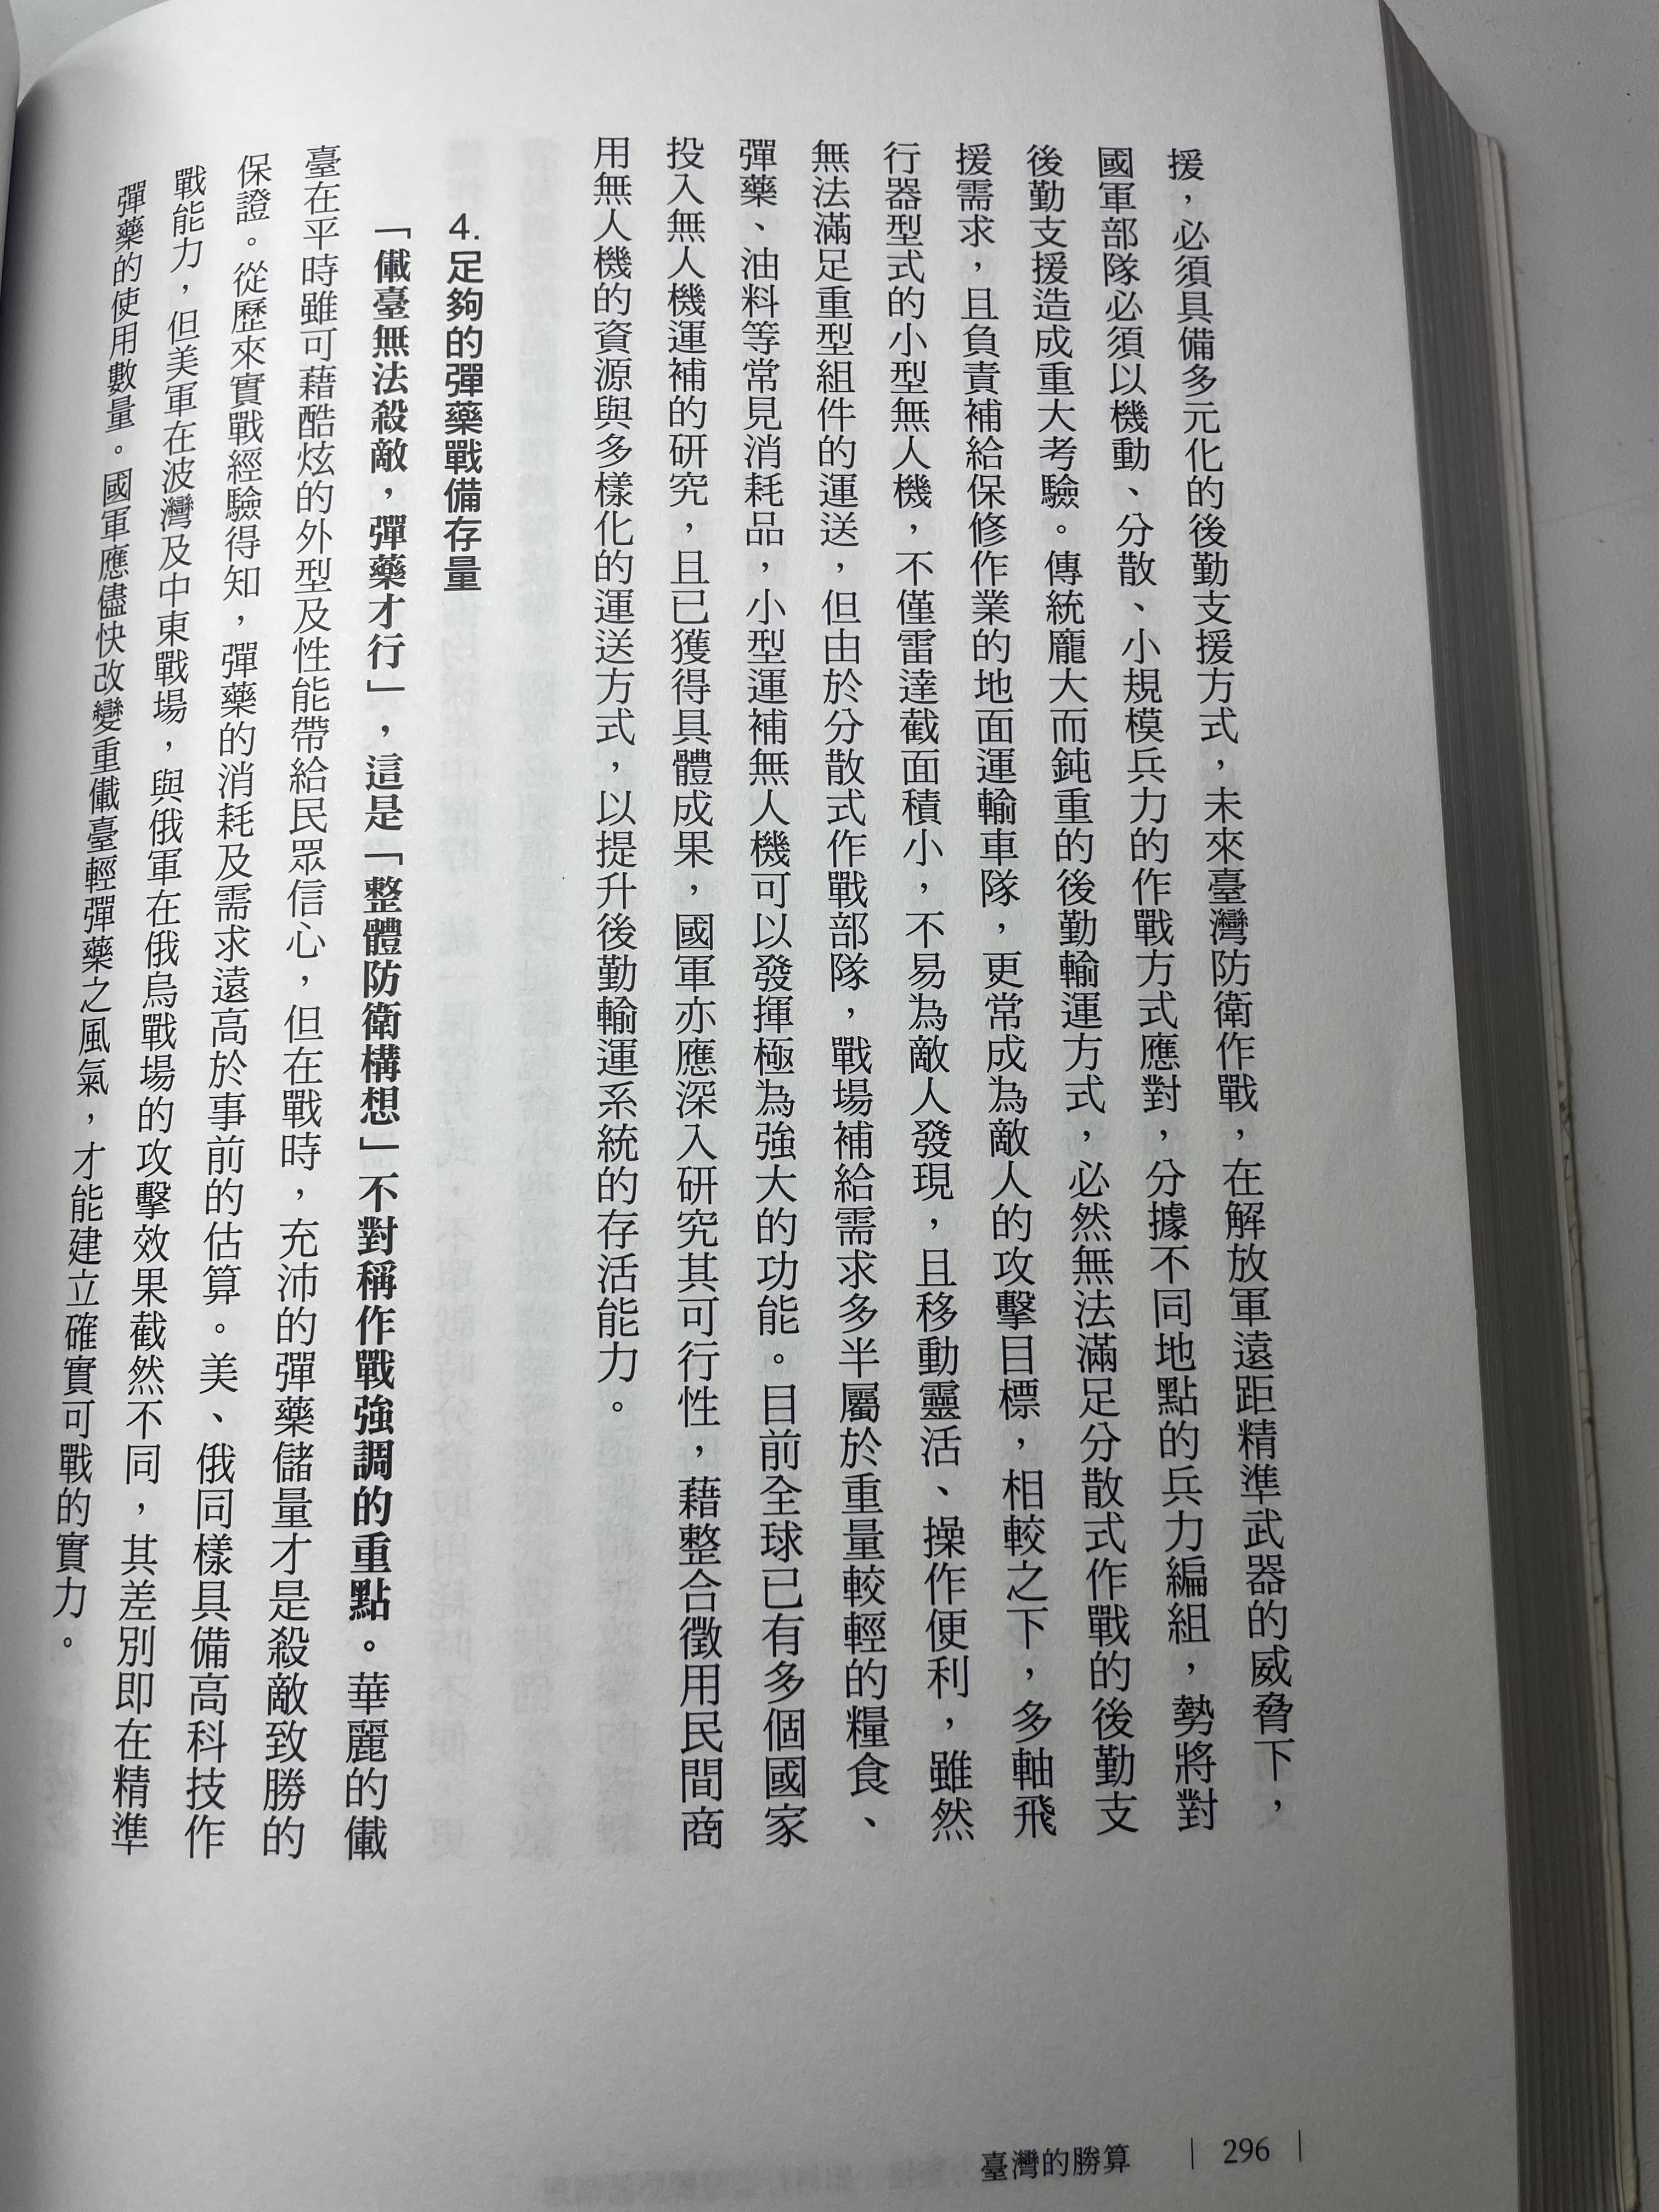 援，必須具備多元化的後勤支援方式，未來臺灣防衛作戰，在解放軍遠距精準武器的威脅下，
國軍部隊必須以機動、分散、小規模兵力的作戰方式應對，分據不同地點的兵力編組，勢將對
後勤支援造成重大考驗。傳統龐大而鈍重的後勤輸運方式，必然無法滿足分散式作戰的後勤支
援需求，且負責補給保修作業的地面運輸車隊，更常成為敵人的攻擊目標，相較之下，多軸飛
行器型式的小型無人機，不僅雷達截面積小，不易為敵人發現，且移動靈活、操作便利，雖然
無法滿足重型組件的運送，但由於分散式作戰部隊，戰場補給需求多半屬於重量較輕的糧食、
彈藥、油料等常見消耗品，小型運補無人機可以發揮極為強大的功能。目前全球已有多個國家
投入無人機運補的研究，且已獲得具體成果，國軍亦應深入研究其可行性，藉整合徵用民間商
用無人機的資源與多樣化的運送方式，以提升後勤輸運系統的存活能力。
4.足夠的彈藥戰備存量
「儎臺無法殺敵，彈藥才行」，這是「整體防衛構想」不對稱作戰強調的重點。華麗的儎
臺在平時雖可藉酷炫的外型及性能帶給民眾信心，但在戰時，充沛的彈藥儲量才是殺敵致勝的
保證。從歷來實戰經驗得知，彈藥的消耗及需求遠高於事前的估算。美、俄同樣具備高科技作
戰能力，但美軍在波灣及中東戰場，與俄軍在俄烏戰場的攻擊效果截然不同，其差別即在精準
彈藥的使用數量。國軍應儘快改變重儎臺輕彈藥之風氣，才能建立確實可戰的實力。
臺灣的勝算 | 296 |